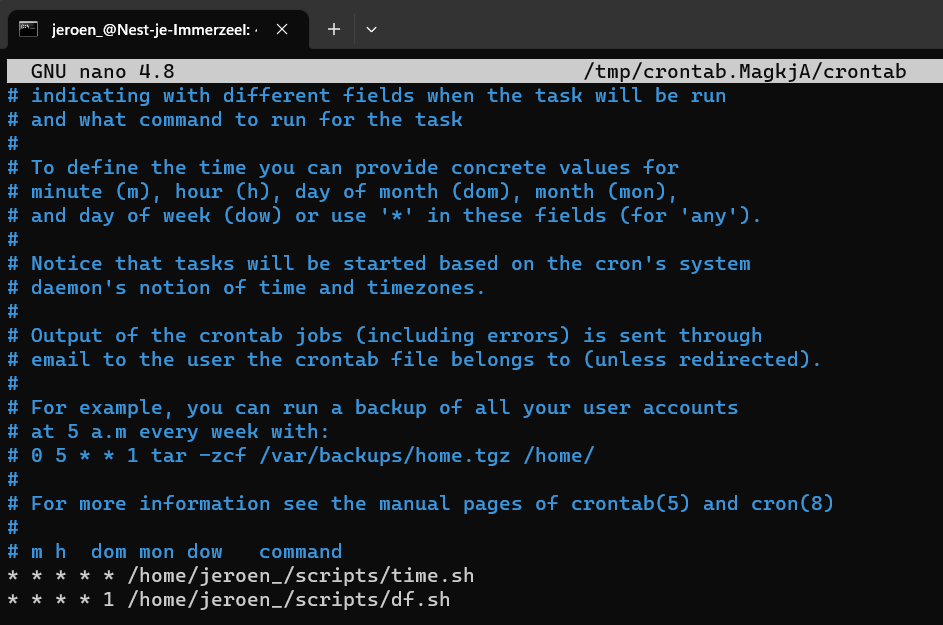 jeroen_@Nest-je-Immerzeel:
GNU nano 4.8 /tmp/crontab.MagkjA/crontab
# indicating with different fields when the task will be run
# and what command to run for the task
#
# To define the time you can provide concrete values for
# minute (m), hour (h), day of month (dom), month (mon),
# and day of week (dow) or use '*' in these fields (for 'any').
#
# Notice that tasks will be started based on the cron's system
# daemon's notion of time and timezones.
#
# Output of the crontab jobs (including errors) is sent through
# email to the user the crontab file belongs to (unless redirected).
#
# For example, you can run a backup of all your user accounts
# at 5 a.m every week with:
# 0 5 * * 1 tar -zcf /var/backups/home.tgz /home/
#
# For more information see the manual pages of crontab(5) and cron(8)
#
# m h  dom mon dow   command
* * * * * /home/jeroen_/scripts/time.sh
* * * * 1 /home/jeroen_/scripts/df.sh